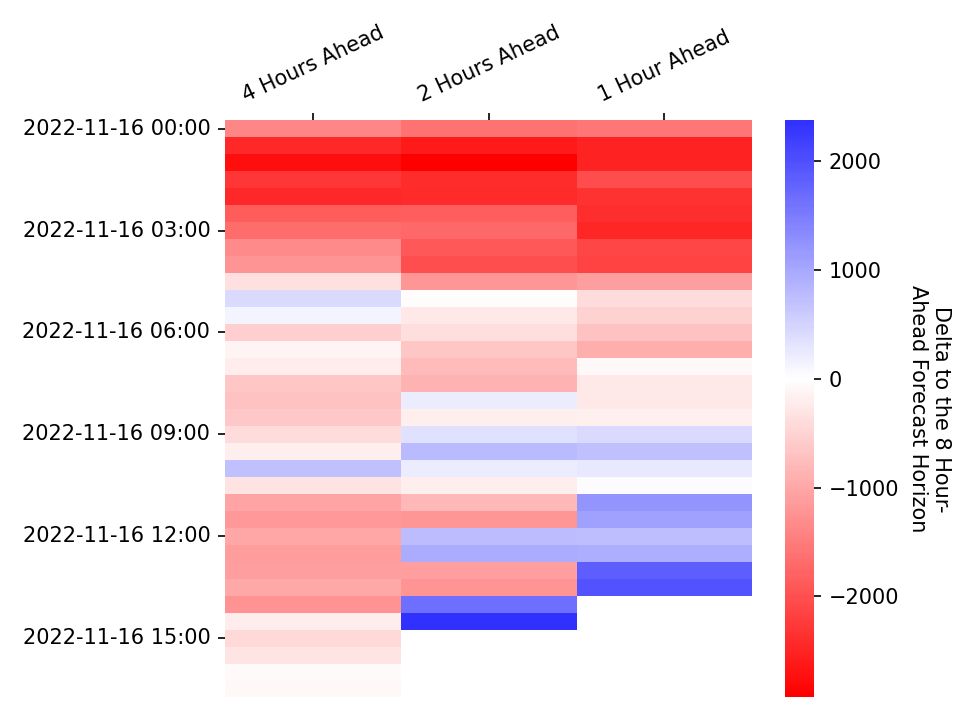 4 Hours Ahead
2 Hours Ahead
1 Hour Ahead
2022-11-16 00:00
2022-11-16 03:00
2022-11-16 06:00
2022-11-16 09:00
2022-11-16 12:00
2022-11-16 15:00
2000
1000
0
−1000
−2000
Delta to the 8 Hour-
Ahead Forecast Horizon